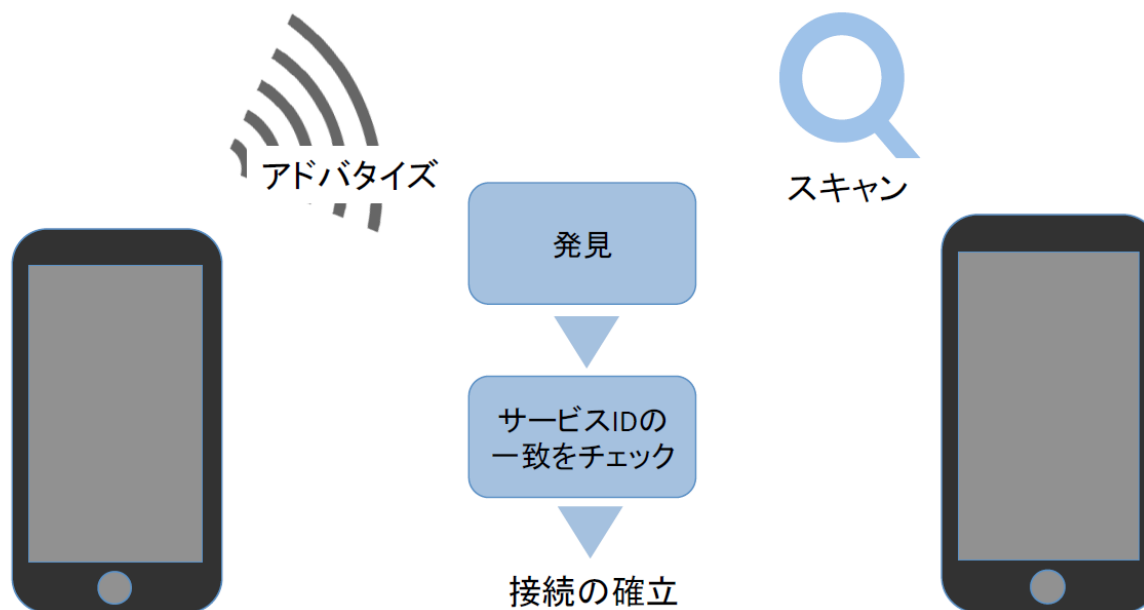 アドバタイズ
スキャン
発見
サービスIDの
一致をチェック
接続の確立